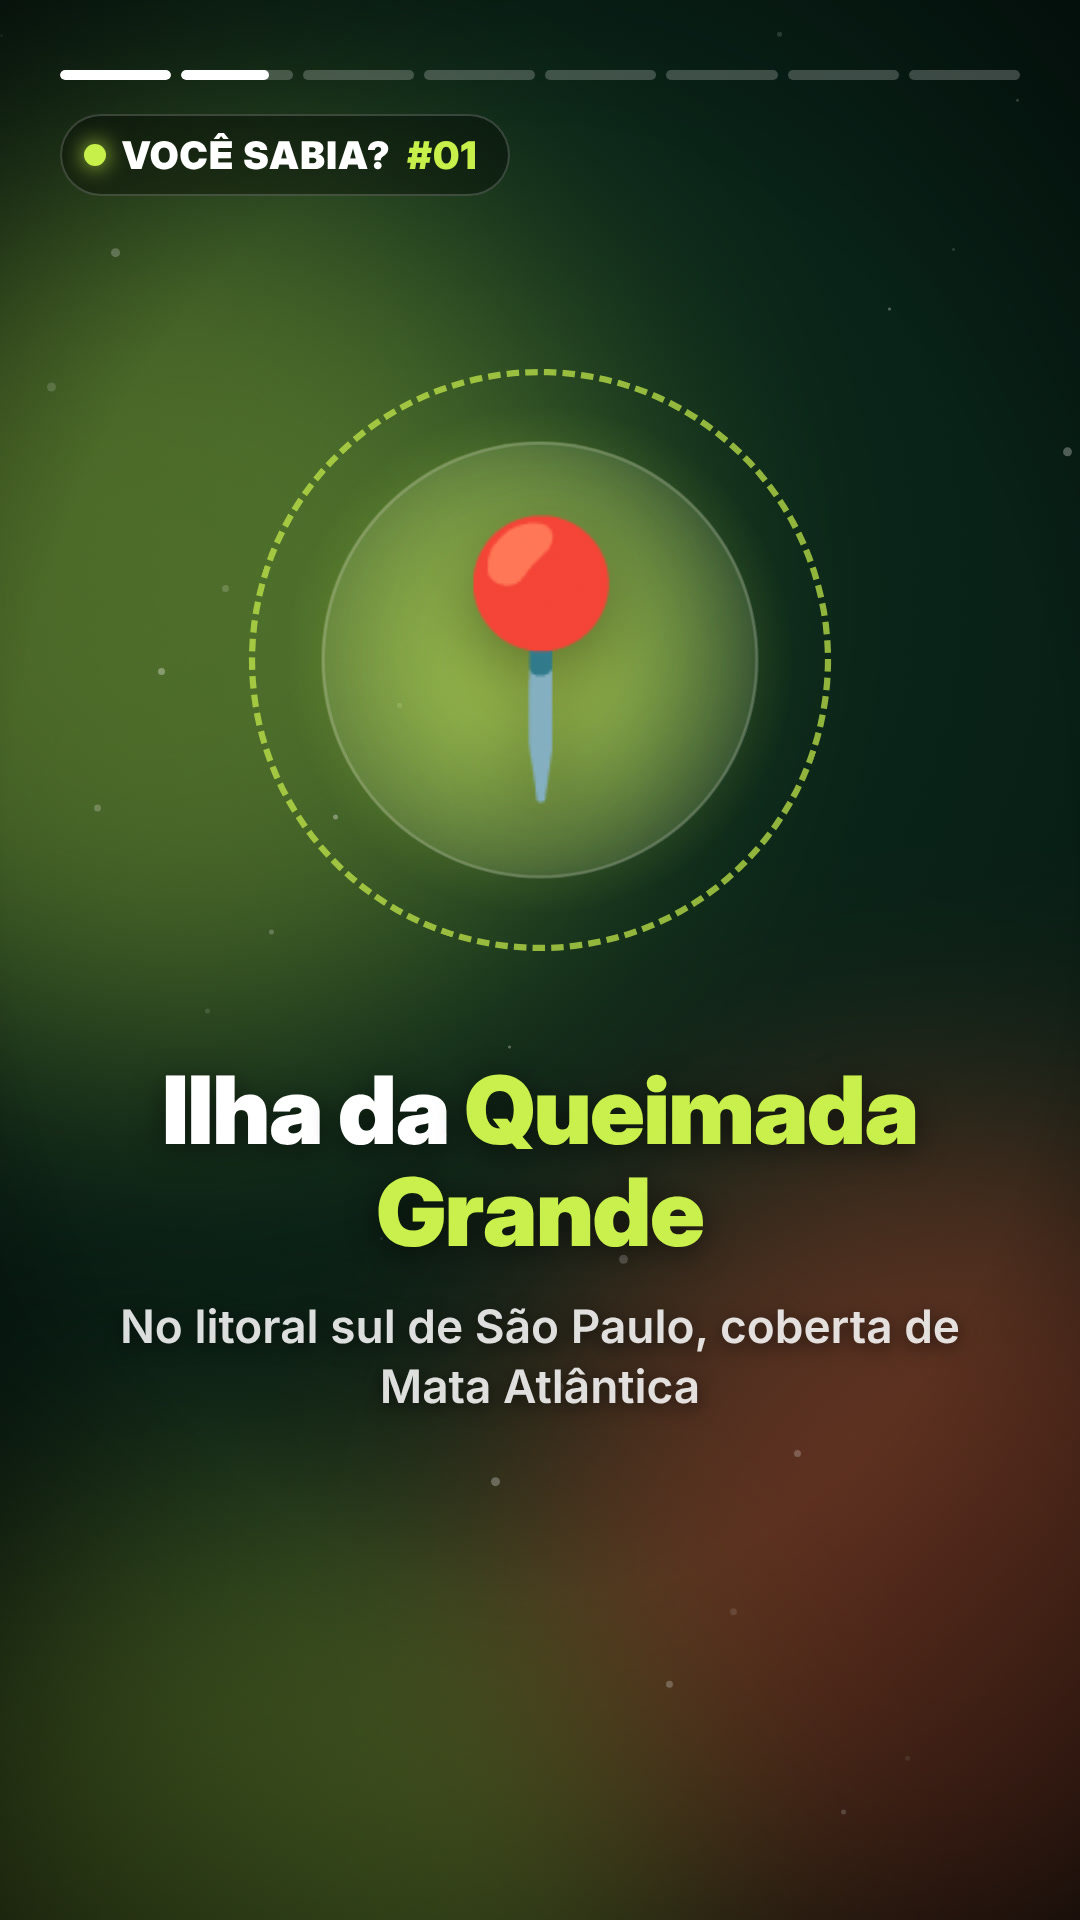 VOCÊ SABIA? #01
Ilha da Queimada
Grande
No litoral sul de São Paulo, coberta de
Mata Atlântica